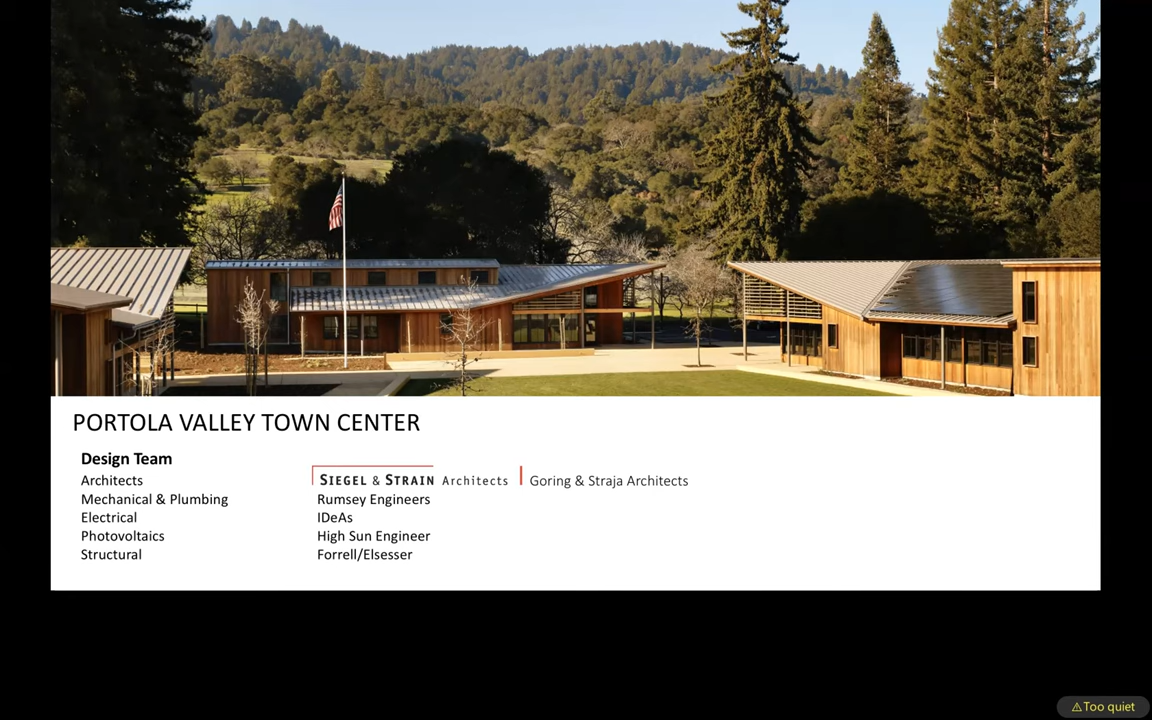 PORTOLA VALLEY TOWN CENTER
Design Team
Architects SIEGEL & STRAIN Architects Goring & Straja Architects
Mechanical & Plumbing Rumsey Engineers
Electrical IDeAs
Photovoltaics High Sun Engineer
Structural Forrell/Elsesser
⚠Too quiet